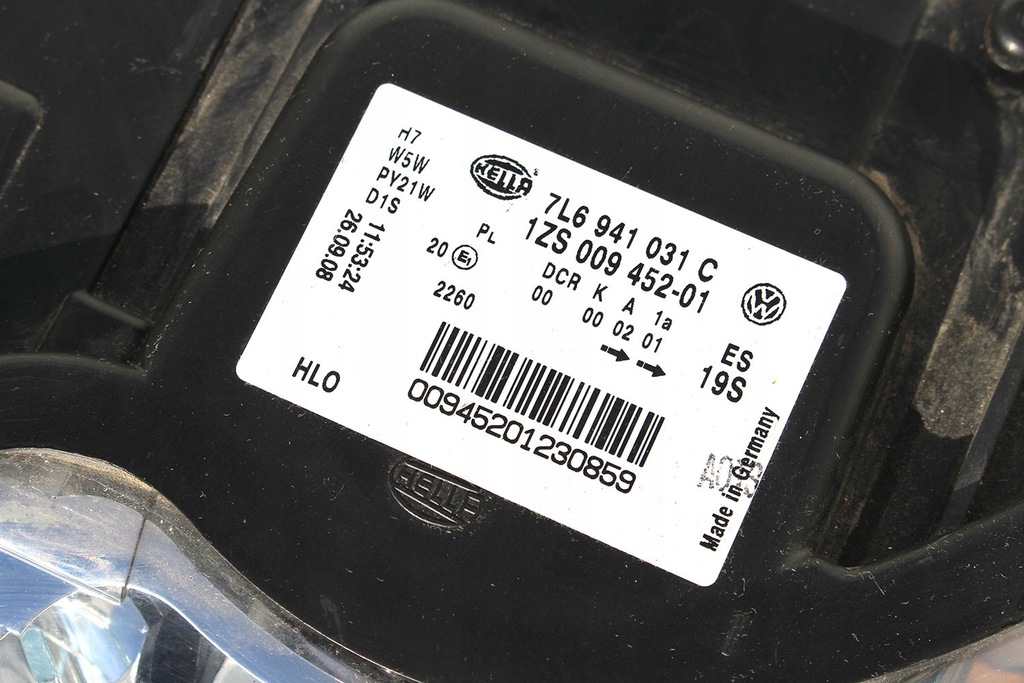 H7
W5W
PY21W
D1S
11:53:24
26.09.08
HELLA
7L6 941 031 C
1ZS 009 452-01
PL
20 E1
2260
DCR K A 1a
00 00 02 01
ES
19S
HLO
00945201230859
Made in Germany
HELLA